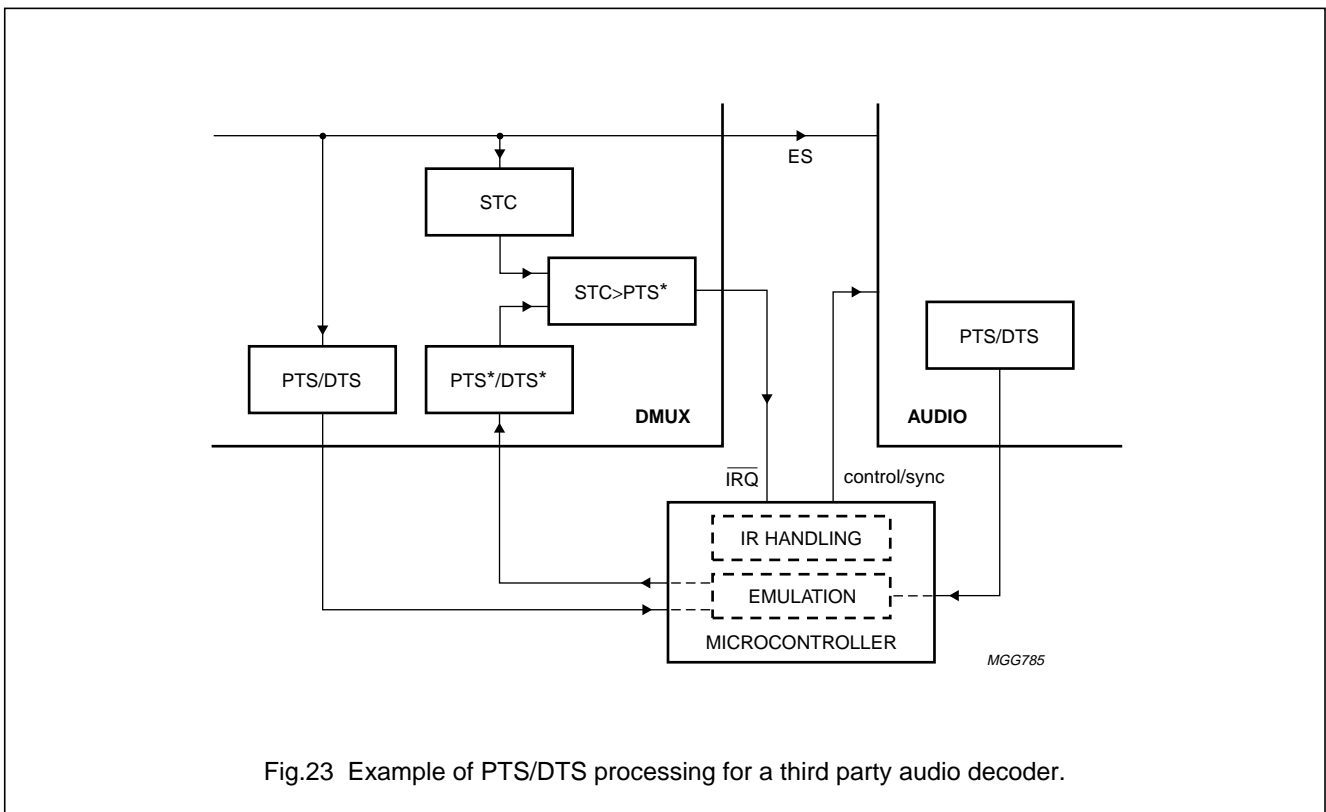 ES
STC
STC>PTS*
PTS/DTS
PTS/DTS
PTS*/DTS*
DMUX
AUDIO
IRQ
control/sync
IR HANDLING
EMULATION
MICROCONTROLLER
MGG785
Fig.23 Example of PTS/DTS processing for a third party audio decoder.